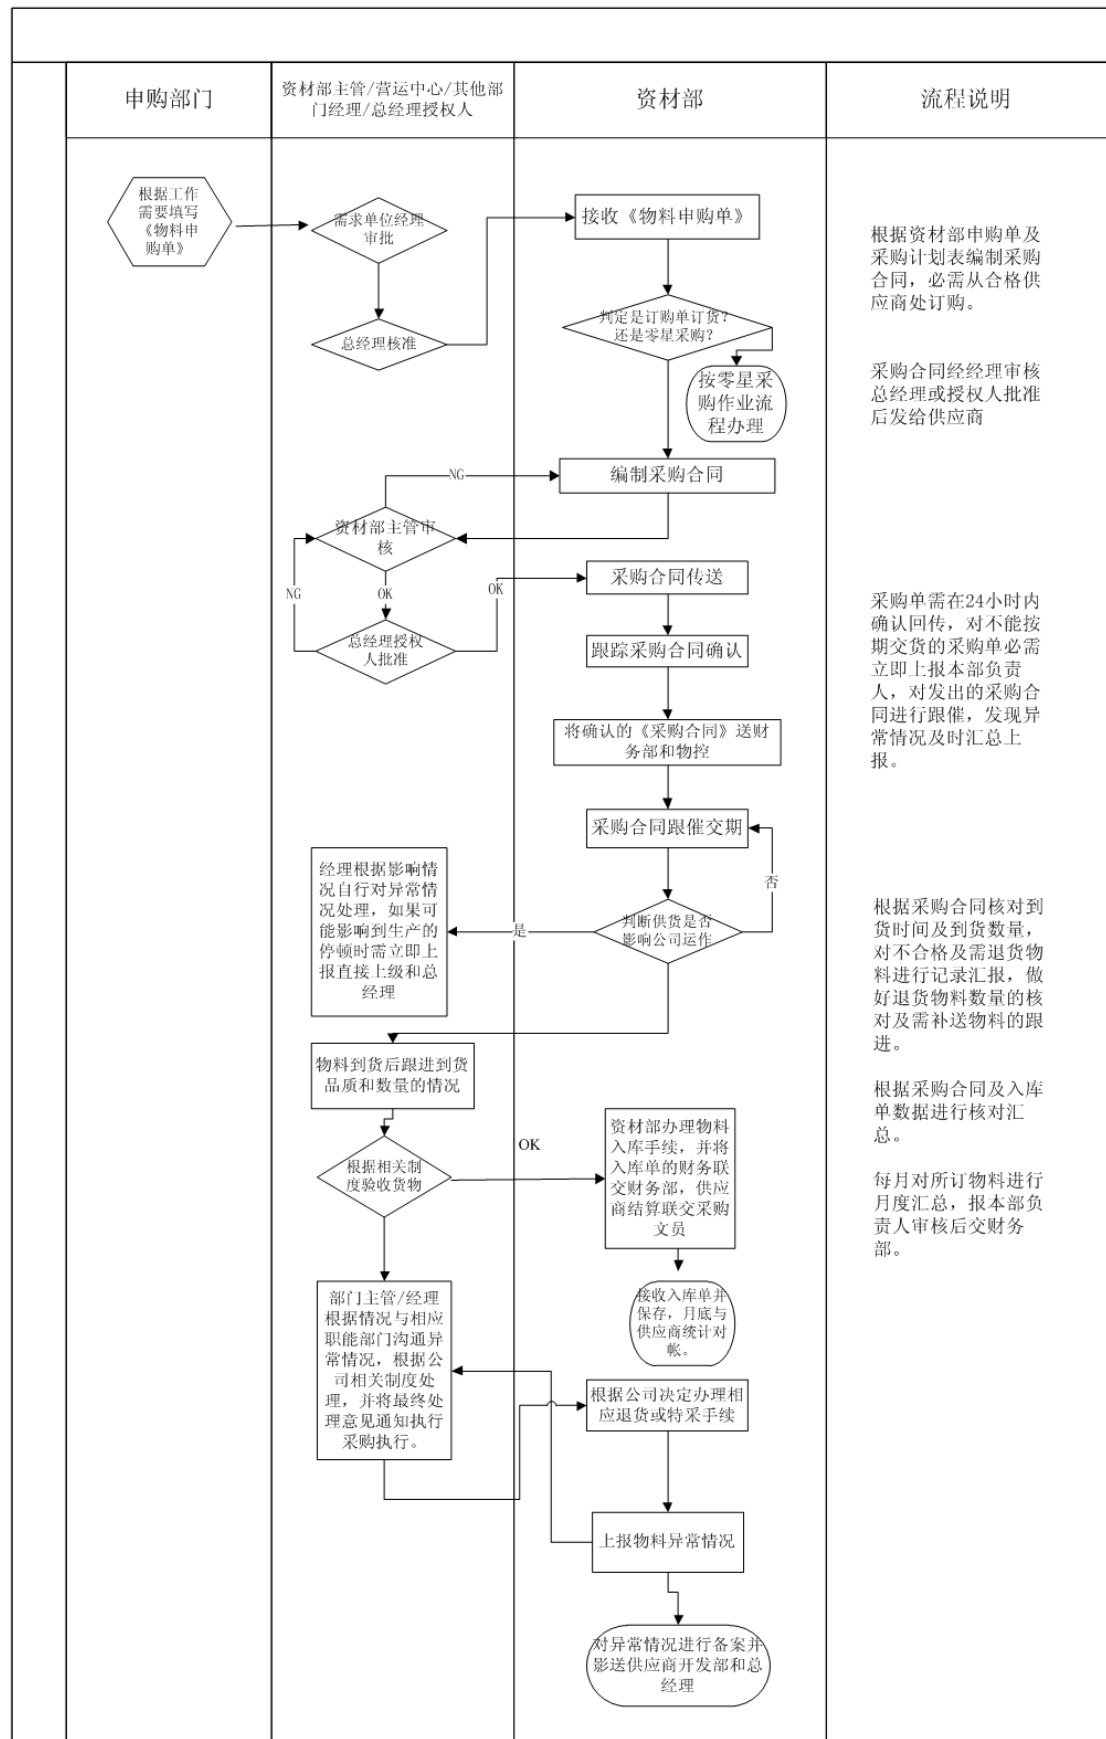 申购部门
资材部主管/营运中心/其他部
门经理/总经理授权人
资材部
流程说明
根据工作
需要填写
《物料申
购单》
需求单位经理
审批
总经理核准
接收《物料申购单》
判定是订购单订货?
还是零星采购?
按零星采
购作业流
程办理
根据资材部申购单及
采购计划表编制采购
合同，必需从合格供
应商处订购。
采购合同经经理审核
总经理或授权人批准
后发给供应商
NG
编制采购合同
资材部主管审
核
NG
OK
OK
总经理授权
人批准
采购合同传送
跟踪采购合同确认
将确认的《采购合同》送财
务部和物控
采购合同跟催交期
采购单需在24小时内
确认回传，对不能按
期交货的采购单必需
立即上报本部负责
人，对发出的采购合
同进行跟催，发现异
常情况及时汇总上
报。
经理根据影响情
况自行对异常情
况处理，如果可
能影响到生产的
停顿时需立即上
报直接上级和总
经理
是
判断供货是否
影响公司运作
否
物料到货后跟进到货
品质和数量的情况
根据相关制
度验收货物
OK
资材部办理物料
入库手续，并将
入库单的财务联
交财务部，供应
商结算联交采购
文员
接收入库单并
保存，月底与
供应商统计对
帐。
根据采购合同核对到
货时间及到货数量，
对不合格及需退货物
料进行记录汇报，做
好退货物料数量的核
对及需补送物料的跟
进。
根据采购合同及入库
单数据进行核对汇
总。
每月对所订物料进行
月度汇总，报本部负
责人审核后交财务
部。
部门主管/经理
根据情况与相应
职能部门沟通异
常情况，根据公
司相关制度处
理，并将最终处
理意见通知执行
采购执行。
根据公司决定办理相
应退货或特采手续
上报物料异常情况
对异常情况进行备案并
影送供应商开发部和总
经理